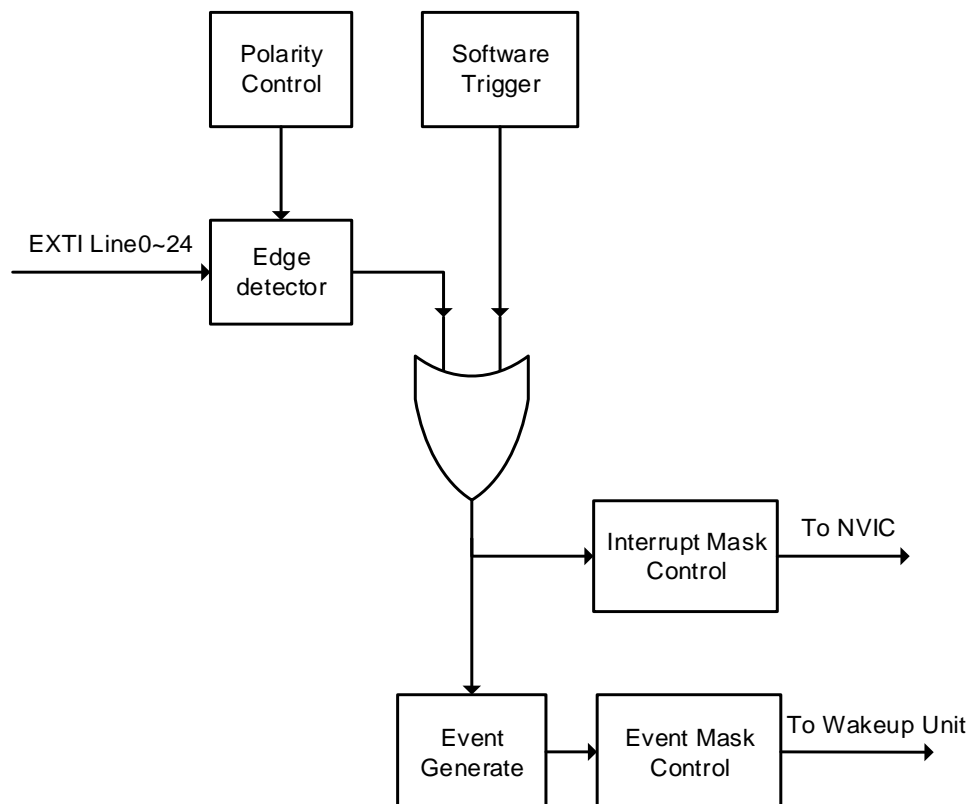 Polarity
Control
Software
Trigger
EXTI Line0~24
Edge
detector
Interrupt Mask
Control
To NVIC
Event
Generate
Event Mask
Control
To Wakeup Unit